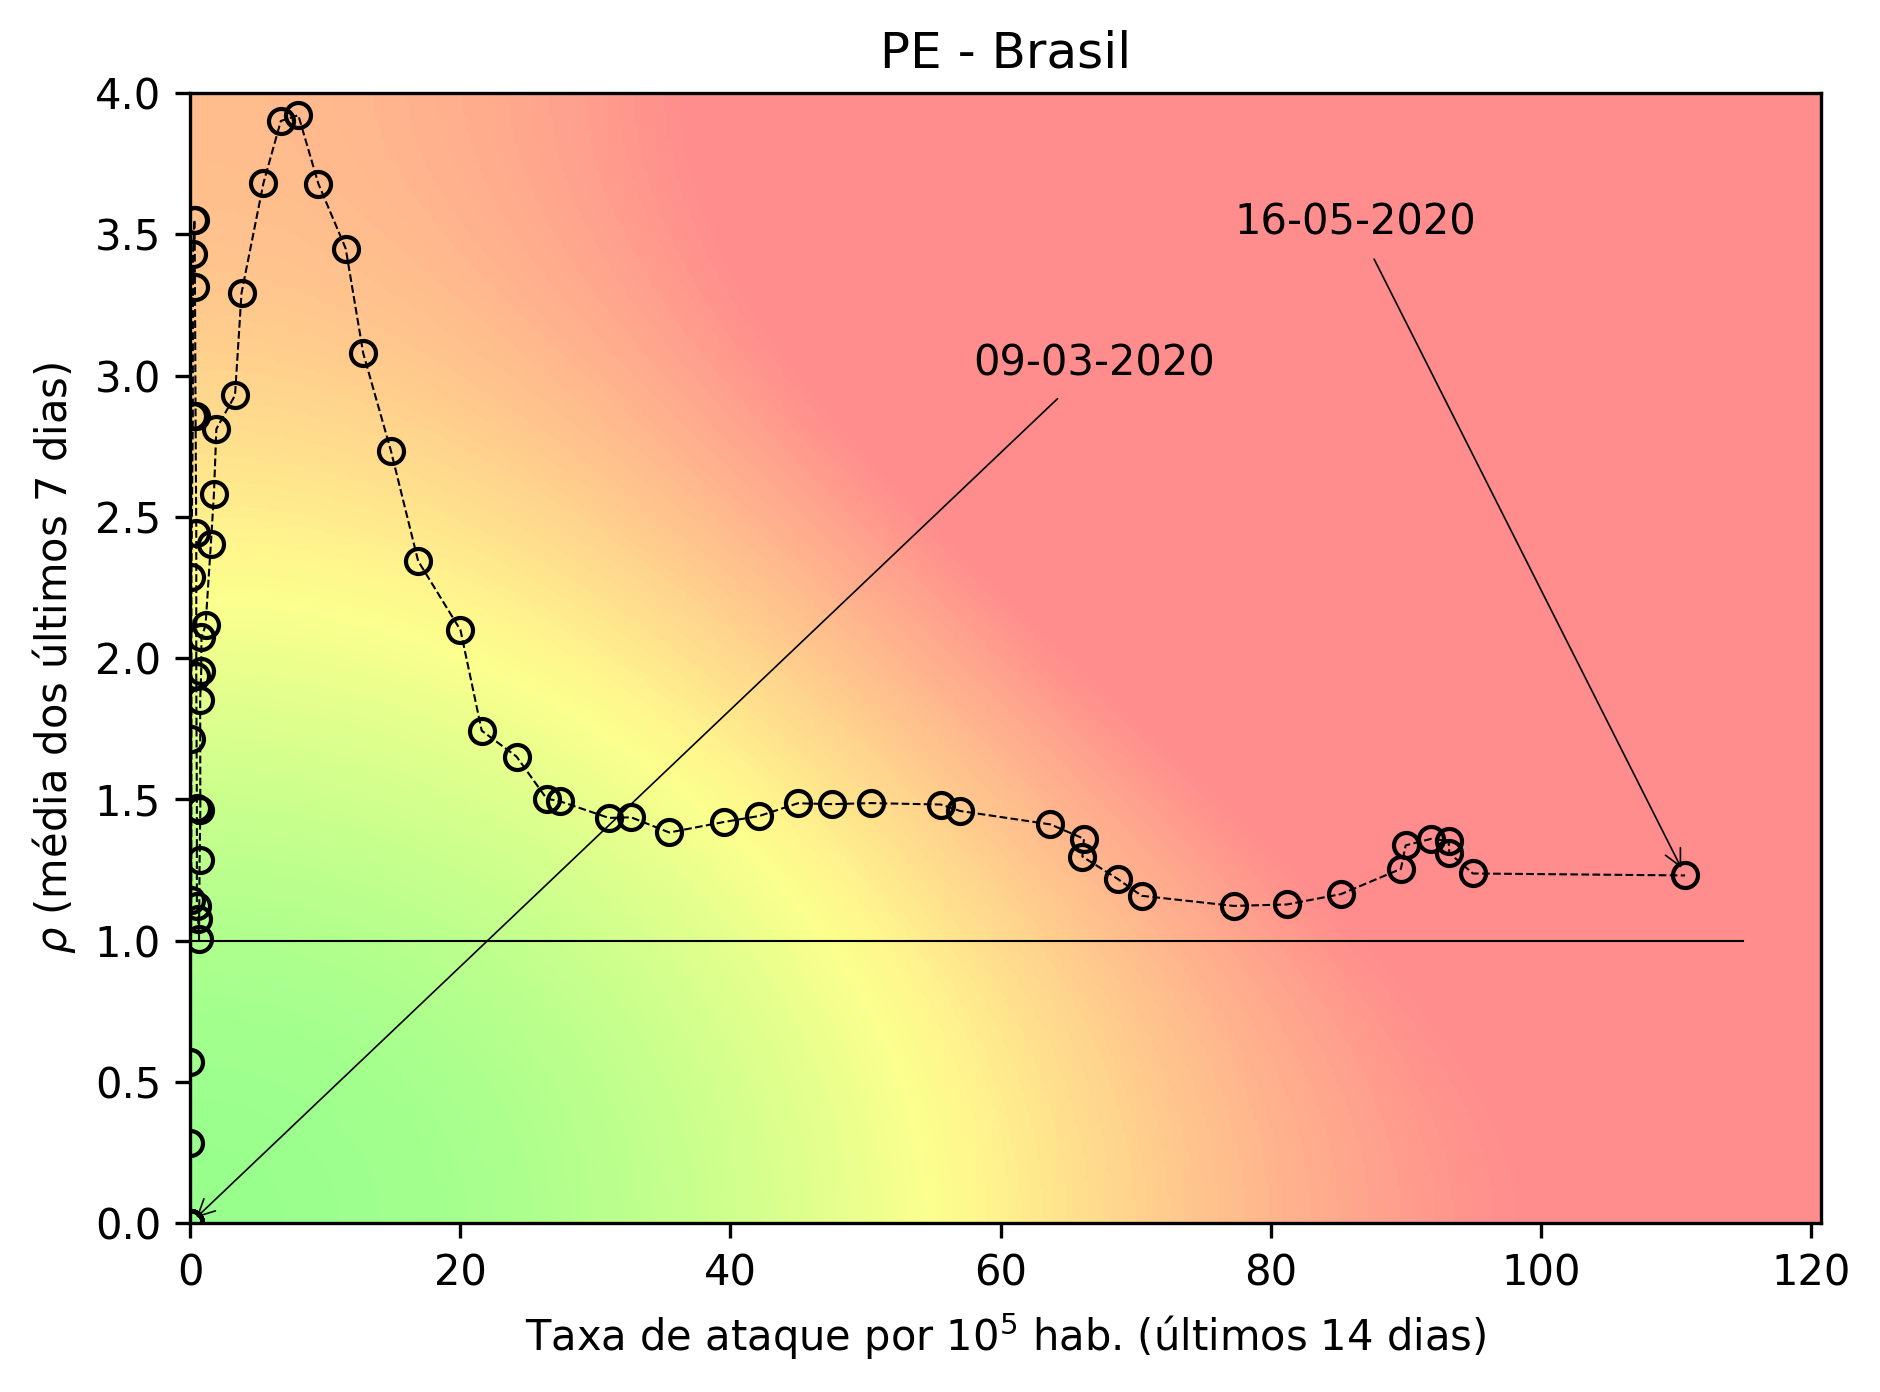 PE - Brasil
4.0
3.5
3.0
2.5
2.0
1.5
1.0
0.5
0.0
ρ (média dos últimos 7 dias)
16-05-2020
09-03-2020
0 20 40 60 80 100 120
Taxa de ataque por 10⁵ hab. (últimos 14 dias)